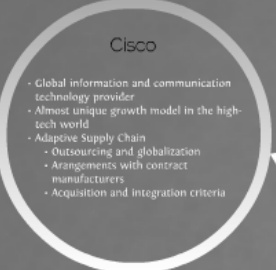 Cisco
• Global information and communication
technology provider
• Almost unique growth model in the high-
tech world
• Adaptive Supply Chain
• Outsourcing and globalization
• Arangements with contract
manufacturers
• Acquisition and integration criteria